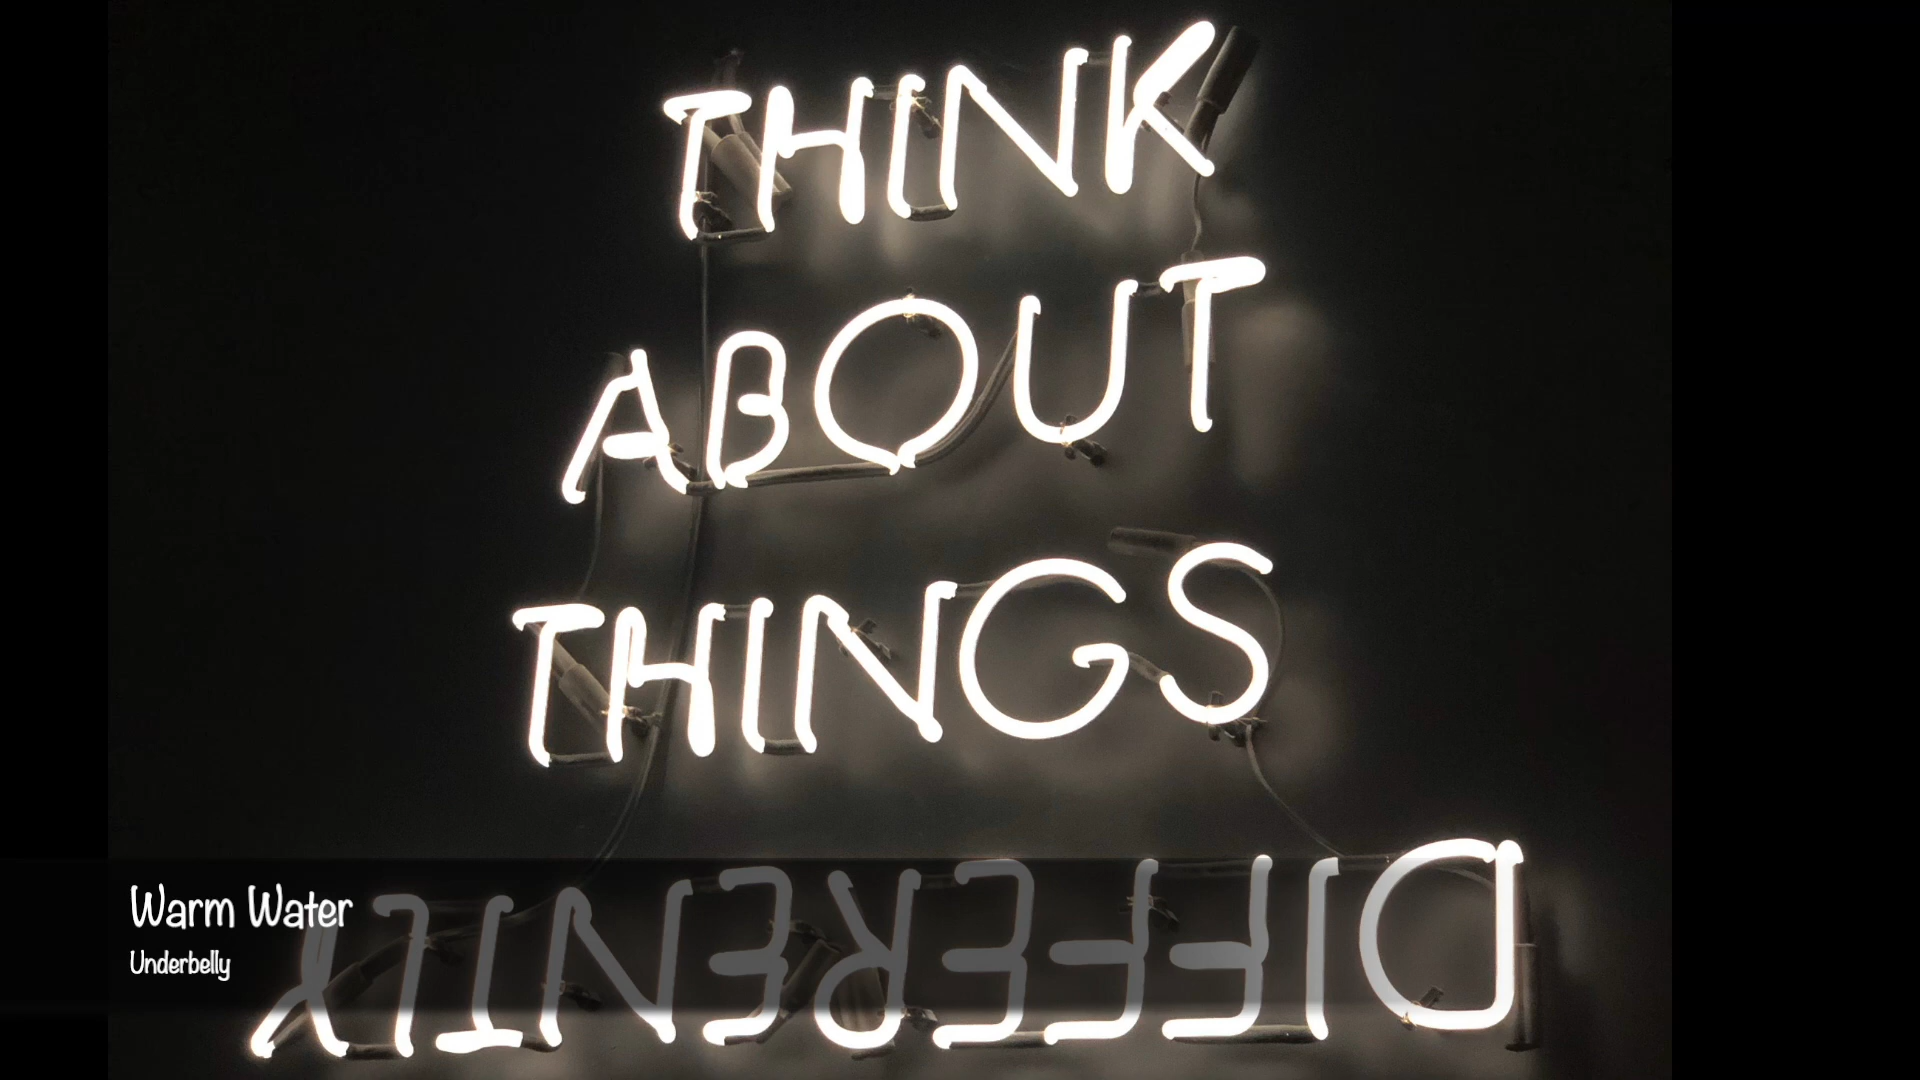 THINK
ABOUT
THINGS
DIFFERENTLY
Warm Water
Underbelly